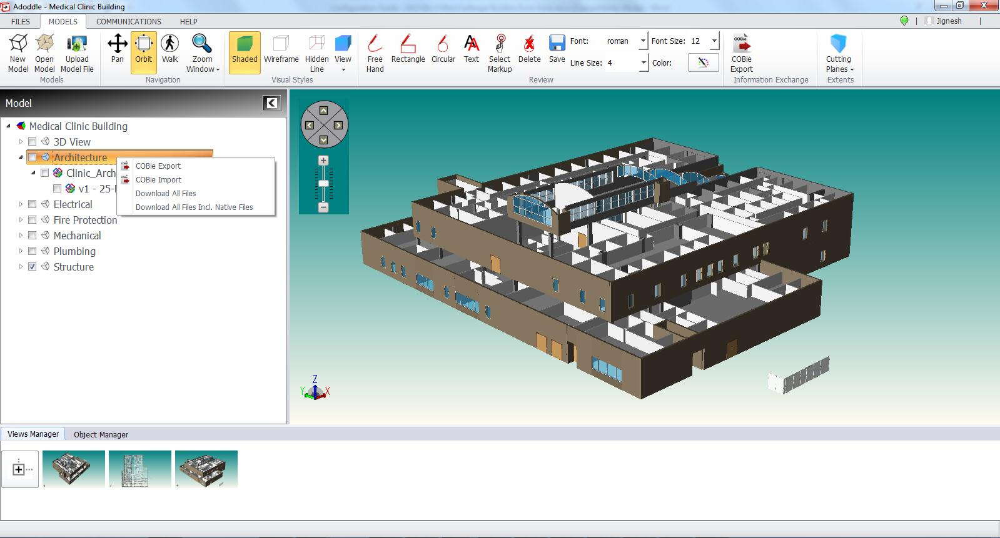 Adoddle - Medical Clinic Building
FILES
MODELS
COMMUNICATIONS
HELP
Jignesh
New Model
Open Model
Upload Model File
Models
Pan
Orbit
Walk
Zoom Window
Navigation
Shaded
Wireframe
Hidden Line
View
Visual Styles
Free Hand
Rectangle
Circular
Text
Select Markup
Delete
Save
Font: roman
Font Size: 12
Line Size: 4
Color:
Review
COBie
COBie Export
Information Exchange
Cutting Planes
Extents
Model
Medical Clinic Building
3D View
Architecture
Clinic_Arch
v1 - 25-
Electrical
Fire Protection
Mechanical
Plumbing
Structure
COBie Export
COBie Import
Download All Files
Download All Files Incl. Native Files
Z
Y
X
Views Manager
Object Manager